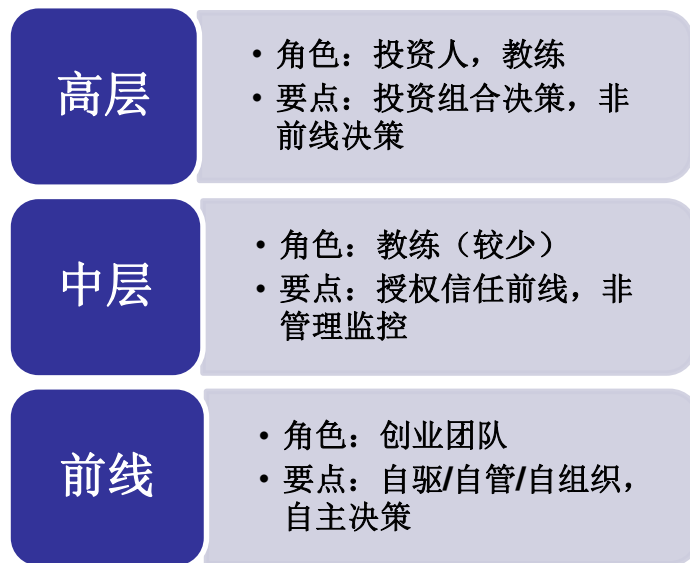 高层
• 角色：投资人，教练
• 要点：投资组合决策，非
前线决策
中层
• 角色：教练（较少）
• 要点：授权信任前线，非
管理监控
前线
• 角色：创业团队
• 要点：自驱/自管/自组织，
自主决策